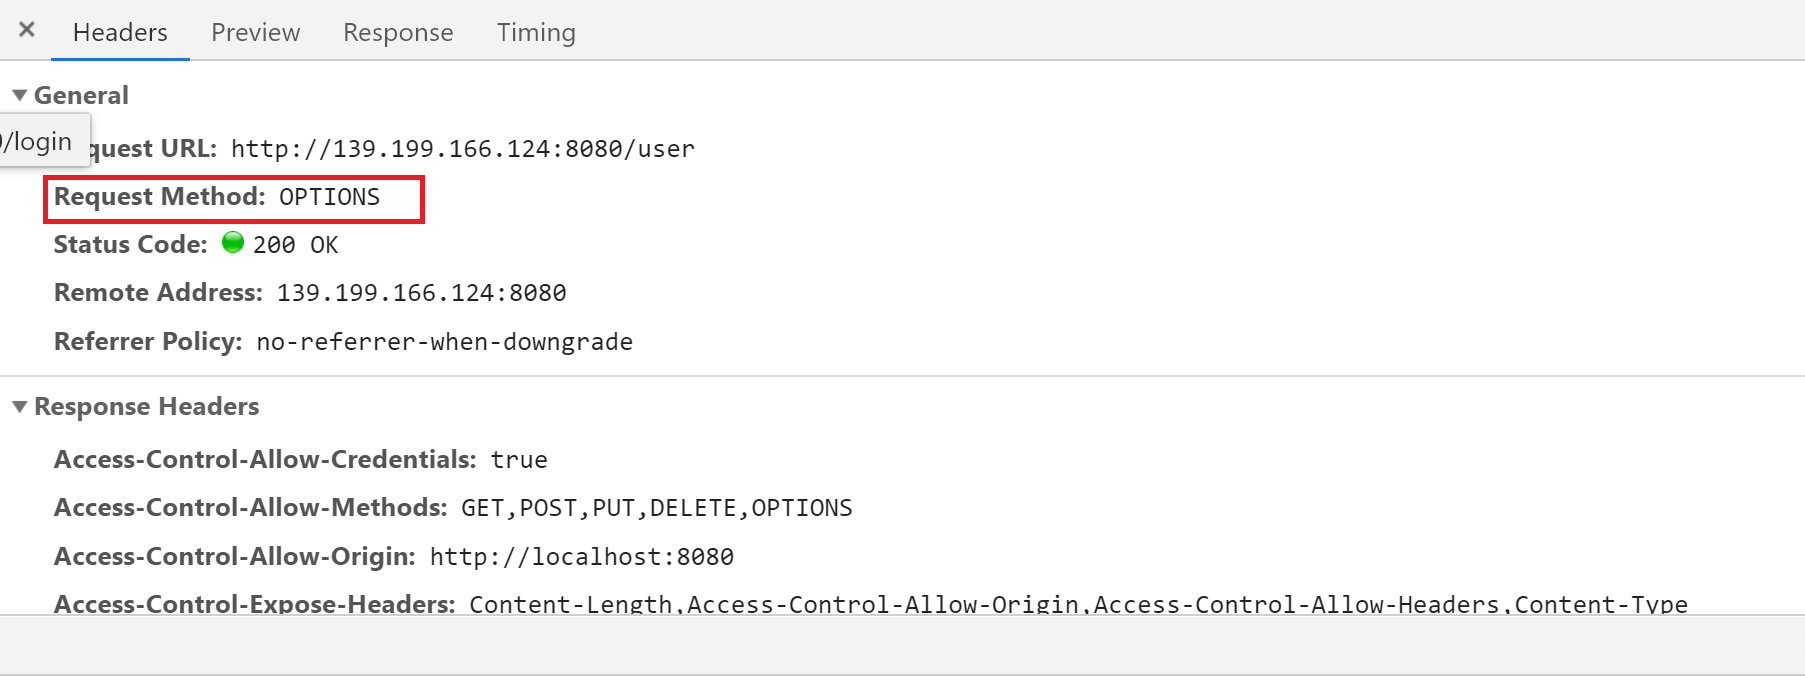 × Headers Preview Response Timing
▼ General
/login
quest URL: http://139.199.166.124:8080/user
Request Method: OPTIONS
Status Code: 200 OK
Remote Address: 139.199.166.124:8080
Referrer Policy: no-referrer-when-downgrade
▼ Response Headers
Access-Control-Allow-Credentials: true
Access-Control-Allow-Methods: GET,POST,PUT,DELETE,OPTIONS
Access-Control-Allow-Origin: http://localhost:8080
Access-Control-Expose-Headers: Content-Length,Access-Control-Allow-Origin,Access-Control-Allow-Headers,Content-Type